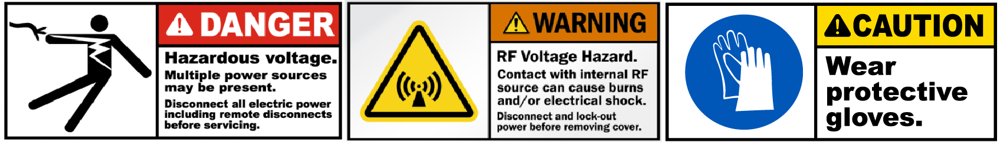 DANGER
Hazardous voltage.
Multiple power sources
may be present.
Disconnect all electric power
including remote disconnects
before servicing.
WARNING
RF Voltage Hazard.
Contact with internal RF
source can cause burns
and/or electrical shock.
Disconnect and lock-out
power before removing cover.
CAUTION
Wear
protective
gloves.